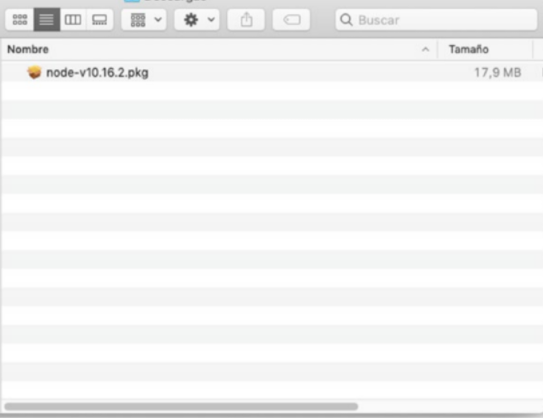 Buscar
Nombre Tamaño
node-v10.16.2.pkg 17,9 MB